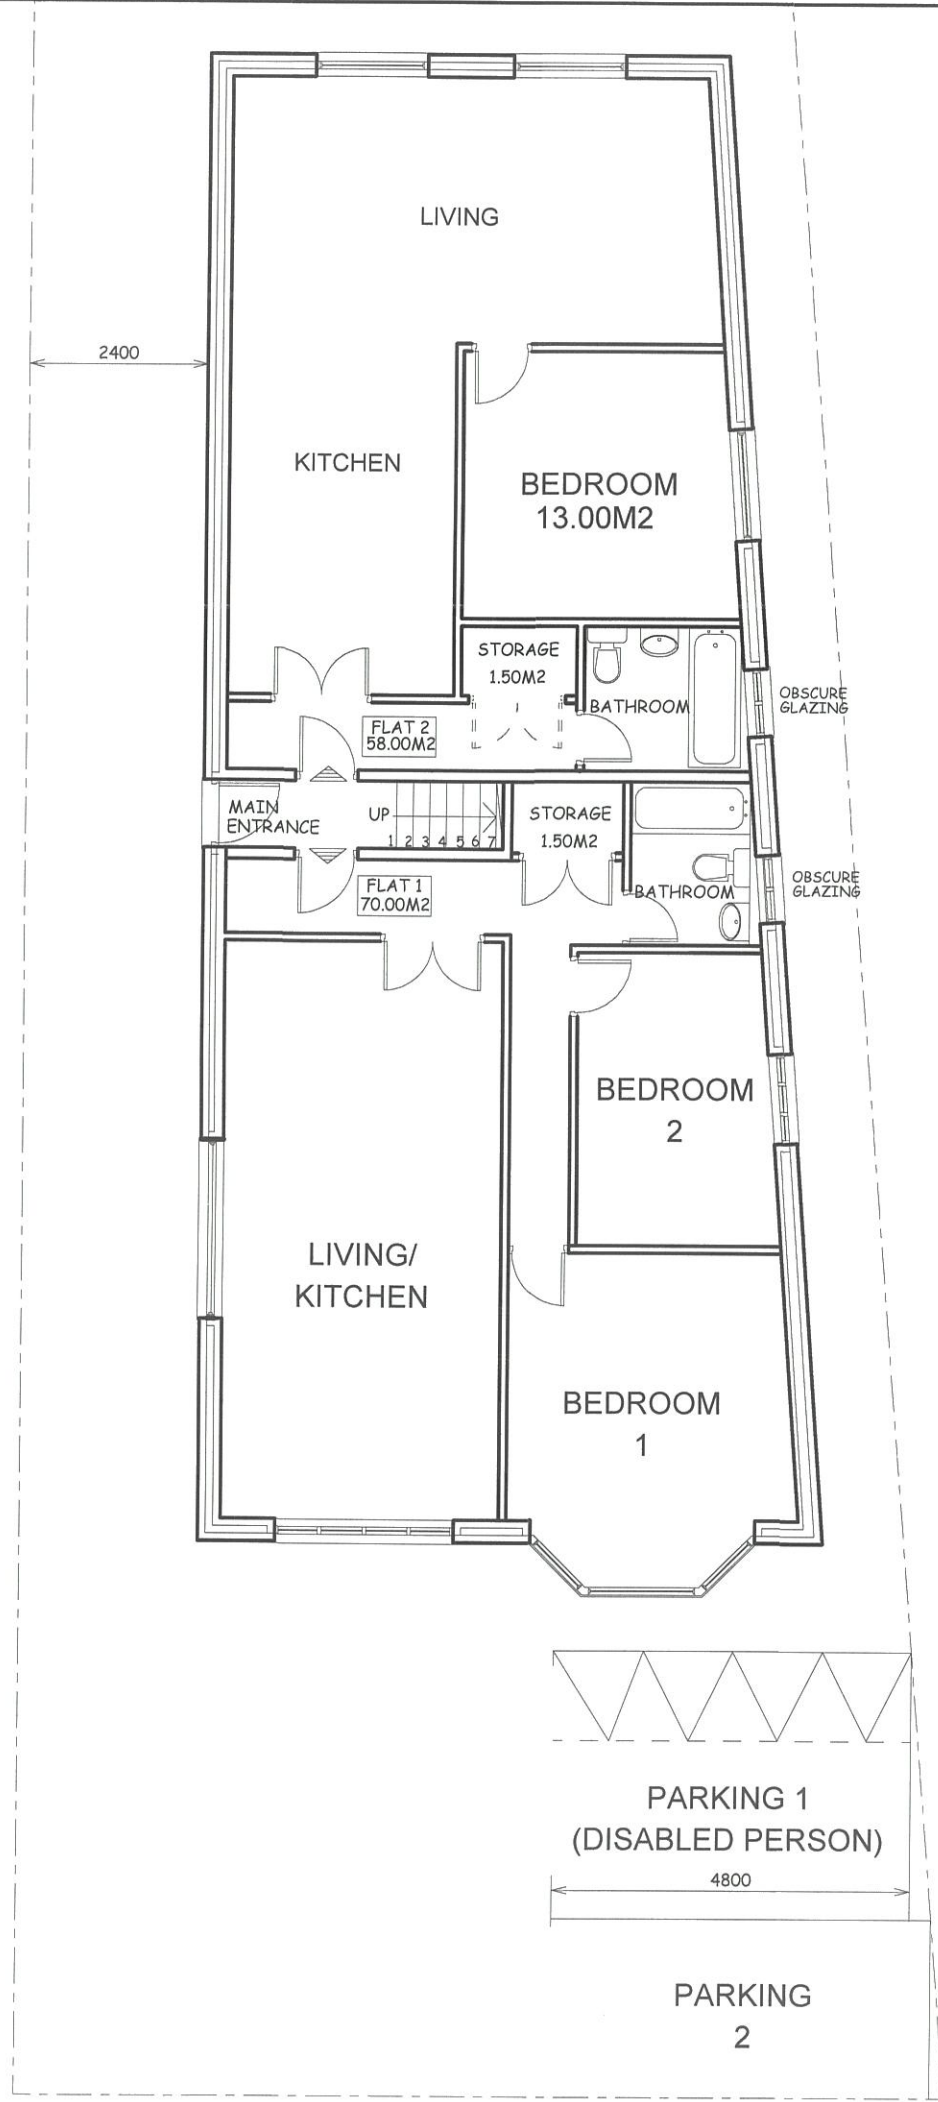 LIVING
2400
KITCHEN
BEDROOM
13.00M2
STORAGE
1.50M2
BATHROOM
OBSCURE
GLAZING
FLAT 2
58.00M2
MAIN
ENTRANCE
UP
1 2 3 4 5 6 7
STORAGE
1.50M2
BATHROOM
OBSCURE
GLAZING
FLAT 1
70.00M2
BEDROOM
2
LIVING/
KITCHEN
BEDROOM
1
PARKING 1
(DISABLED PERSON)
4800
PARKING
2